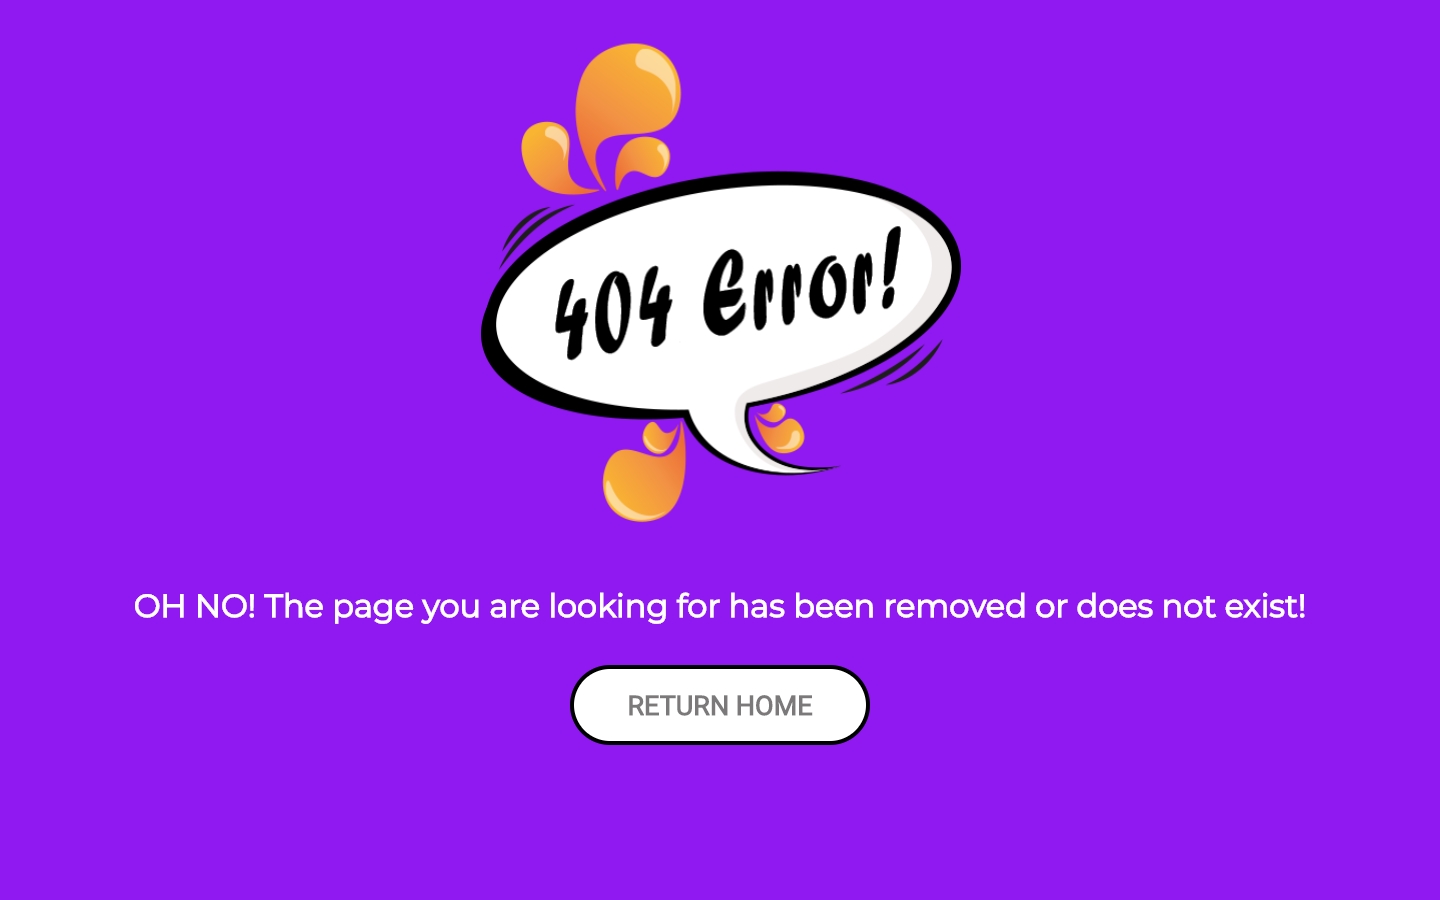 404 Error!
OH NO! The page you are looking for has been removed or does not exist!
RETURN HOME